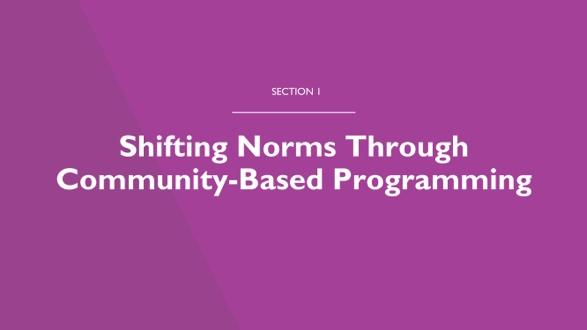 SECTION 1
Shifting Norms Through
Community-Based Programming